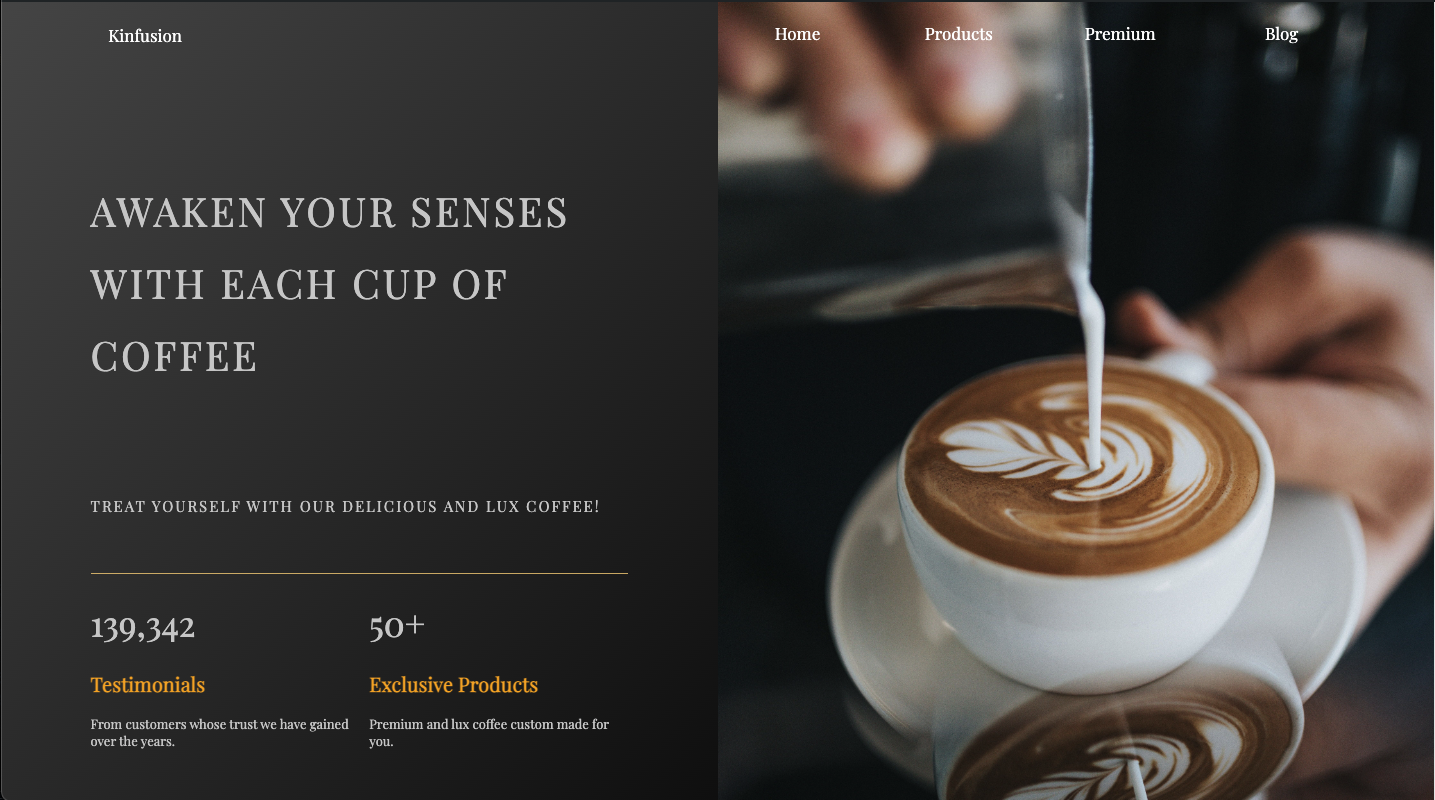 Kinfusion
Home Products Premium Blog
AWAKEN YOUR SENSES
WITH EACH CUP OF
COFFEE
TREAT YOURSELF WITH OUR DELICIOUS AND LUX COFFEE!
139,342
Testimonials
From customers whose trust we have gained
over the years.
50+
Exclusive Products
Premium and lux coffee custom made for
you.